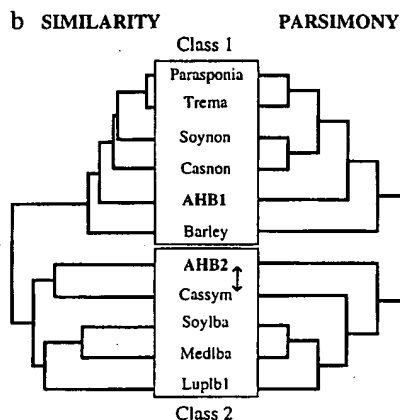 b SIMILARITY PARSIMONY
Class 1
Parasponia
Trema
Soynon
Casnon
AHB1
Barley
AHB2
Cassym
Soylba
Medlba
Luplb1
Class 2